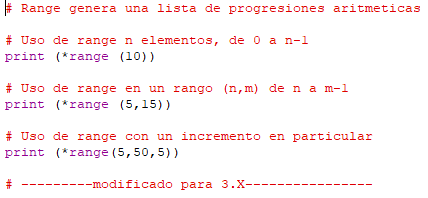 # Range genera una lista de progresiones aritmeticas
# Uso de range n elementos, de 0 a n-1
print (*range (10))
# Uso de range en un rango (n,m) de n a m-1
print (*range (5,15))
# Uso de range con un incremento en particular
print (*range(5,50,5))
# ---------modificado para 3.X----------------